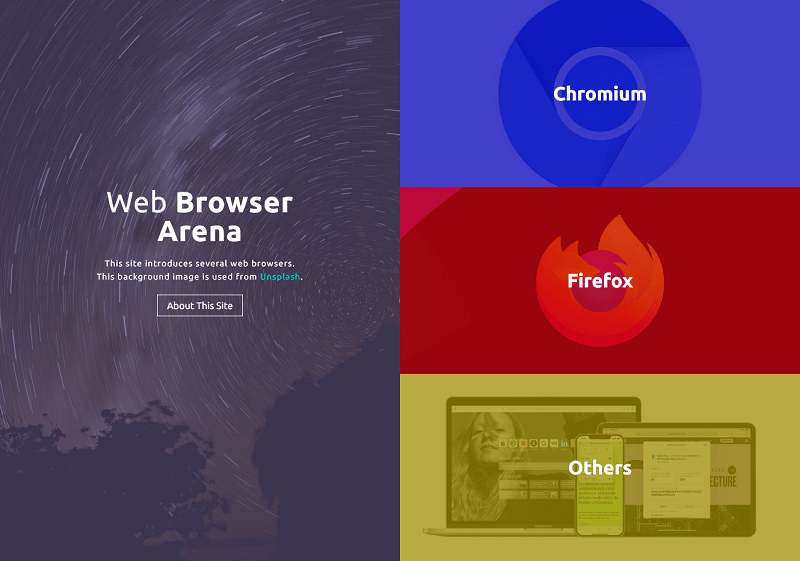 Web Browser
Arena
This site introduces several web browsers.
This background image is used from Unsplash.
About This Site
Chromium
Firefox
Others